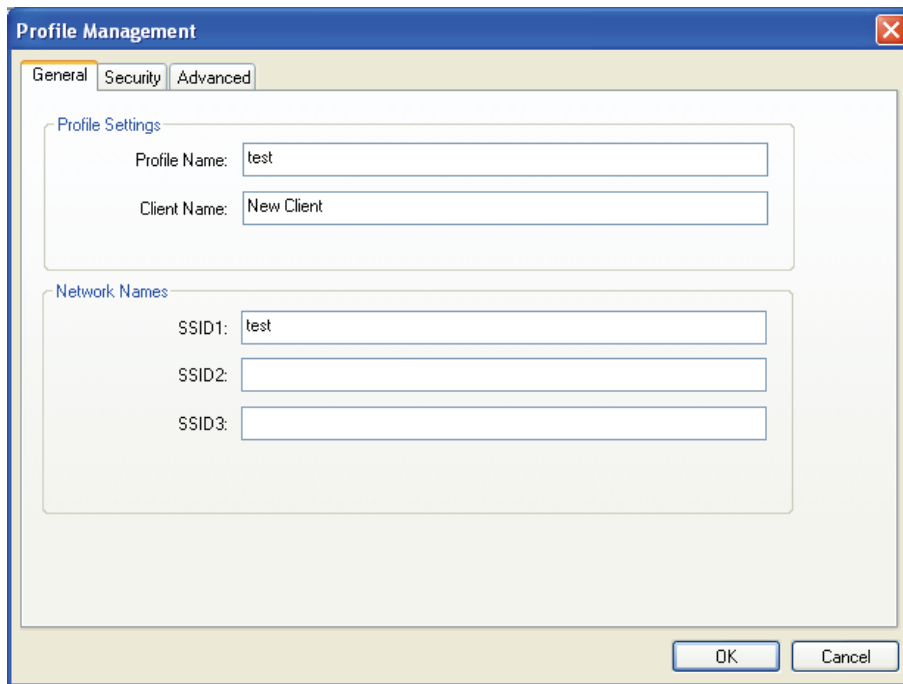 Profile Management
General Security Advanced
Profile Settings
Profile Name: test
Client Name: New Client
Network Names
SSID1: test
SSID2:
SSID3:
OK Cancel